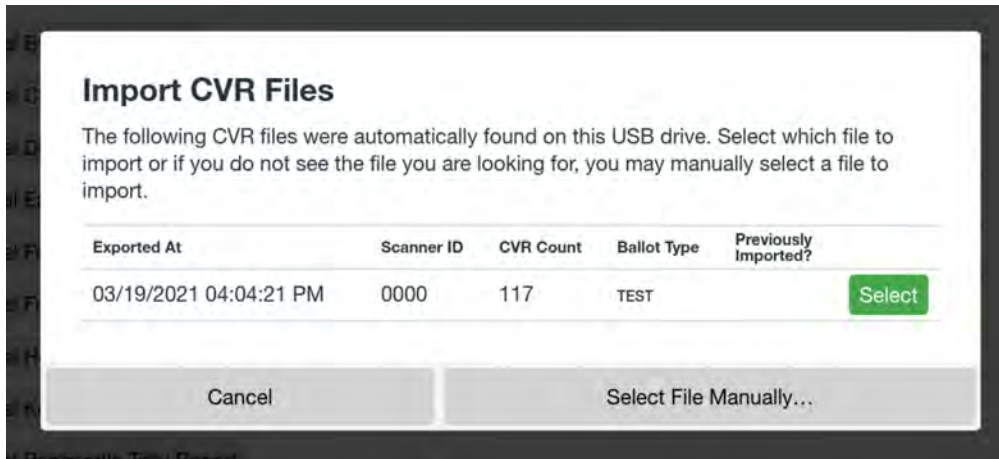 Import CVR Files
The following CVR files were automatically found on this USB drive. Select which file to
import or if you do not see the file you are looking for, you may manually select a file to
import.
Exported At Scanner ID CVR Count Ballot Type Previously
Imported?
03/19/2021 04:04:21 PM 0000 117 TEST Select
Cancel Select File Manually…